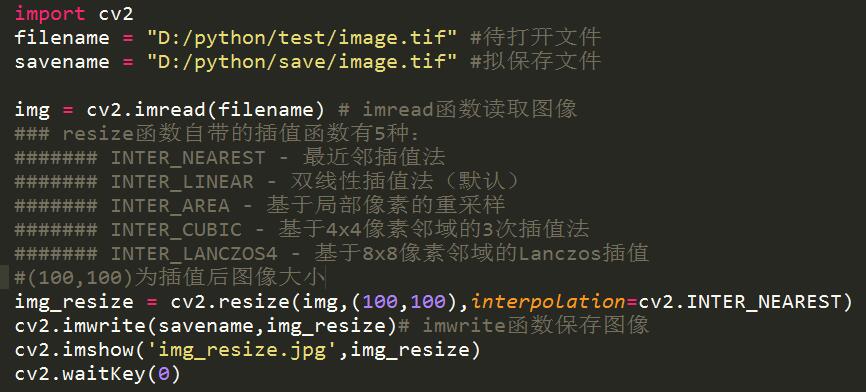 import cv2
filename = "D:/python/test/image.tif" #待打开文件
savename = "D:/python/save/image.tif" #拟保存文件
img = cv2.imread(filename) # imread函数读取图像
### resize函数自带的插值函数有5种:
####### INTER_NEAREST - 最近邻插值法
####### INTER_LINEAR - 双线性插值法（默认）
####### INTER_AREA - 基于局部像素的重采样
####### INTER_CUBIC - 基于4x4像素邻域的3次插值法
####### INTER_LANCZOS4 - 基于8x8像素邻域的Lanczos插值
#(100,100)为插值后图像大小
img_resize = cv2.resize(img,(100,100),interpolation=cv2.INTER_NEAREST)
cv2.imwrite(savename,img_resize)# imwrite函数保存图像
cv2.imshow('img_resize.jpg',img_resize)
cv2.waitKey(0)